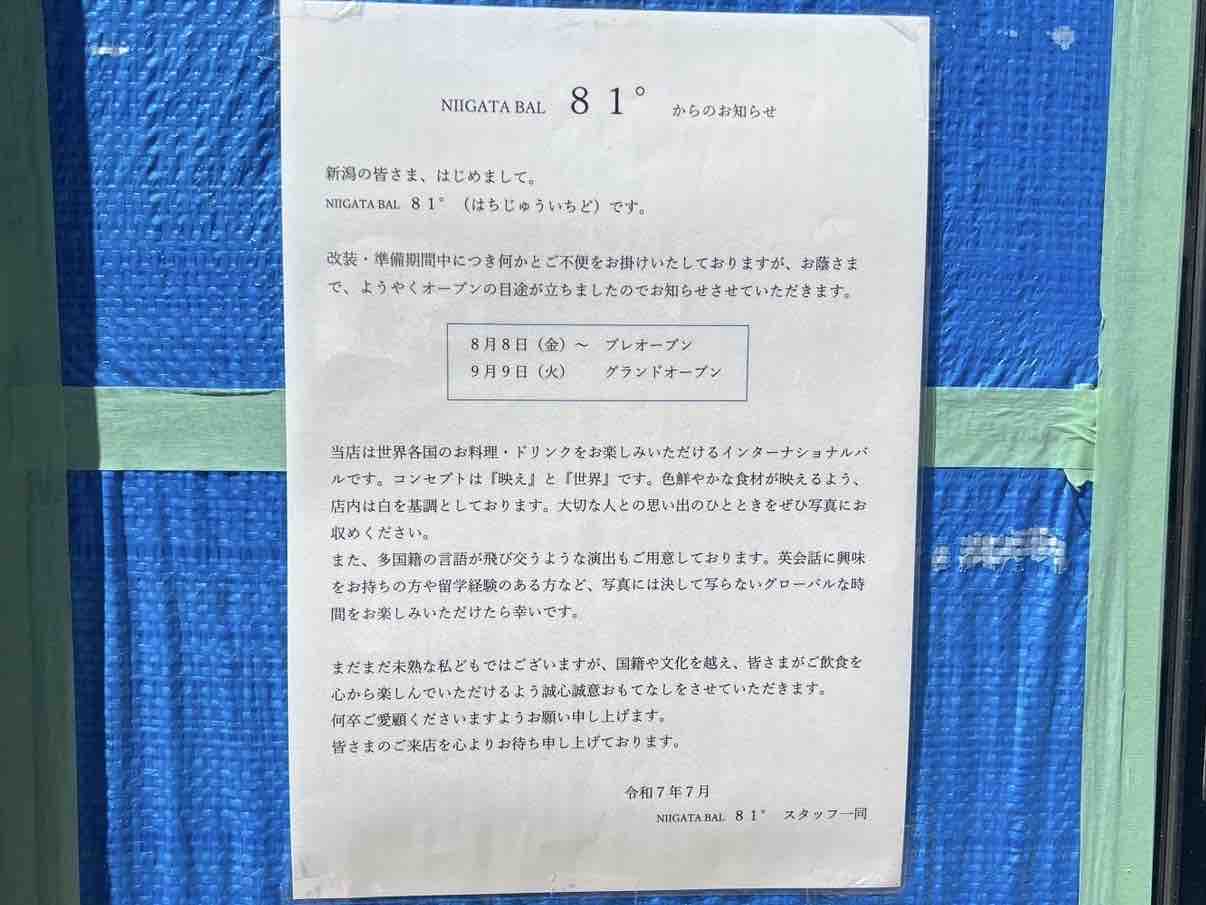 NIIGATA BAL ８１° からのお知らせ
新潟の皆さま、はじめまして。
NIIGATA BAL ８１°（はちじゅういちど）です。
改装・準備期間中につき何かとご不便をお掛けいたしておりますが、お蔭さま
で、ようやくオープンの目途が立ちましたのでお知らせさせていただきます。
８月８日（金）～　プレオープン
９月９日（火）　　グランドオープン
当店は世界各国のお料理・ドリンクをお楽しみいただけるインターナショナルバ
ルです。コンセプトは『映え』と『世界』です。色鮮やかな食材が映えるよう、
店内は白を基調としております。大切な人との思い出のひとときをぜひ写真にお
収めください。
また、多国籍の言語が飛び交うような演出もご用意しております。英会話に興味
をお持ちの方や留学経験のある方など、写真には決して写らないグローバルな時
間をお楽しみいただけたら幸いです。
まだまだ未熟な私どもではございますが、国籍や文化を越え、皆さまがご飲食を
心から楽しんでいただけるよう誠心誠意おもてなしをさせていただきます。
何卒ご愛顧くださいますようお願い申し上げます。
皆さまのご来店を心よりお待ち申し上げております。
令和７年７月
NIIGATA BAL ８１°　スタッフ一同